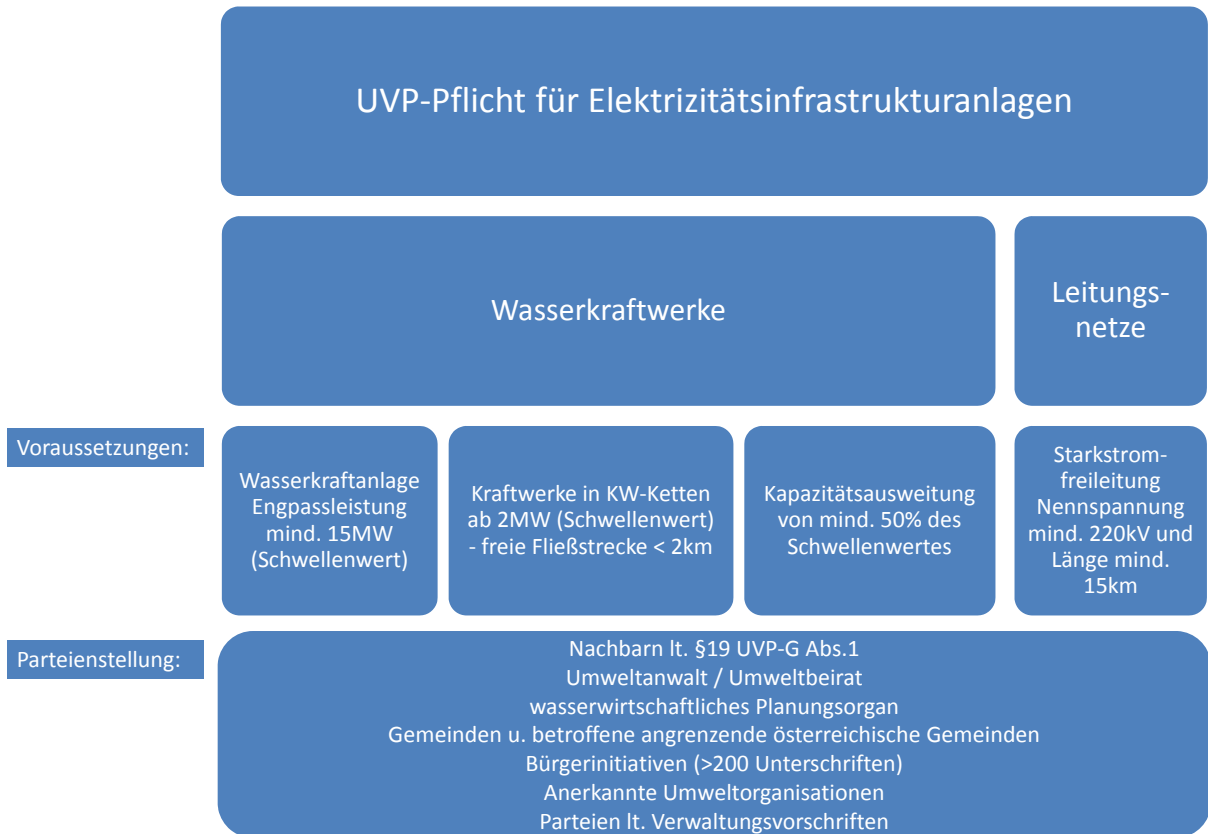 UVP-Pflicht für Elektrizitätsinfrastrukturanlagen
Wasserkraftwerke
Leitungs-
netze
Voraussetzungen:
Wasserkraftanlage
Engpassleistung
mind. 15MW
(Schwellenwert)
Kraftwerke in KW-Ketten
ab 2MW (Schwellenwert)
- freie Fließstrecke < 2km
Kapazitätsausweitung
von mind. 50% des
Schwellenwertes
Starkstrom-
freileitung
Nennspannung
mind. 220kV und
Länge mind.
15km
Parteienstellung:
Nachbarn lt. §19 UVP-G Abs.1
Umweltanwalt / Umweltbeirat
wasserwirtschaftliches Planungsorgan
Gemeinden u. betroffene angrenzende österreichische Gemeinden
Bürgerinitiativen (>200 Unterschriften)
Anerkannte Umweltorganisationen
Parteien lt. Verwaltungsvorschriften